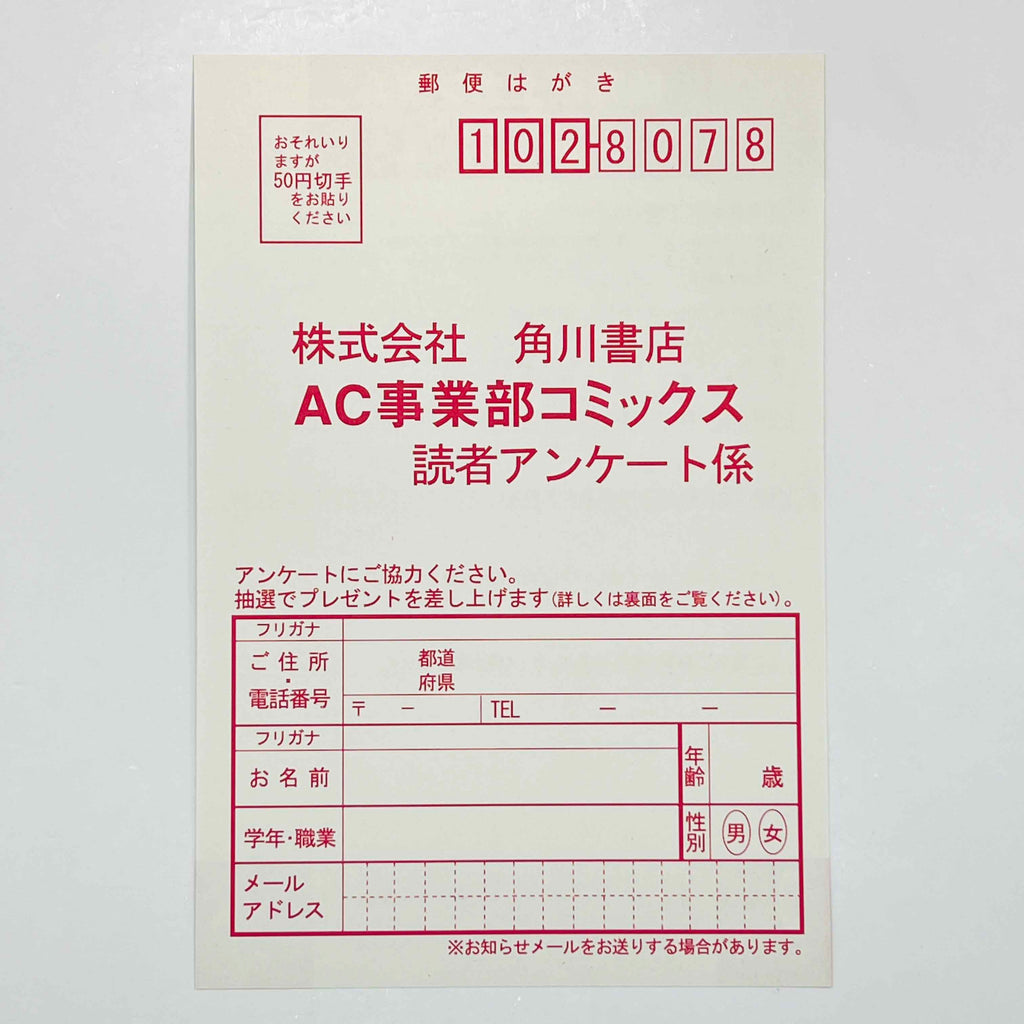 郵便はがき
おそれいり
ますが
50円切手
をお貼り
ください
102-8078
株式会社　角川書店
AC事業部コミックス
読者アンケート係
アンケートにご協力ください。
抽選でプレゼントを差し上げます(詳しくは裏面をご覧ください)。
フリガナ
ご住所・電話番号
都道
府県
〒　－　TEL　－　－
フリガナ
お名前
年齢
歳
学年・職業
性別
男 女
メール
アドレス
※お知らせメールをお送りする場合があります。